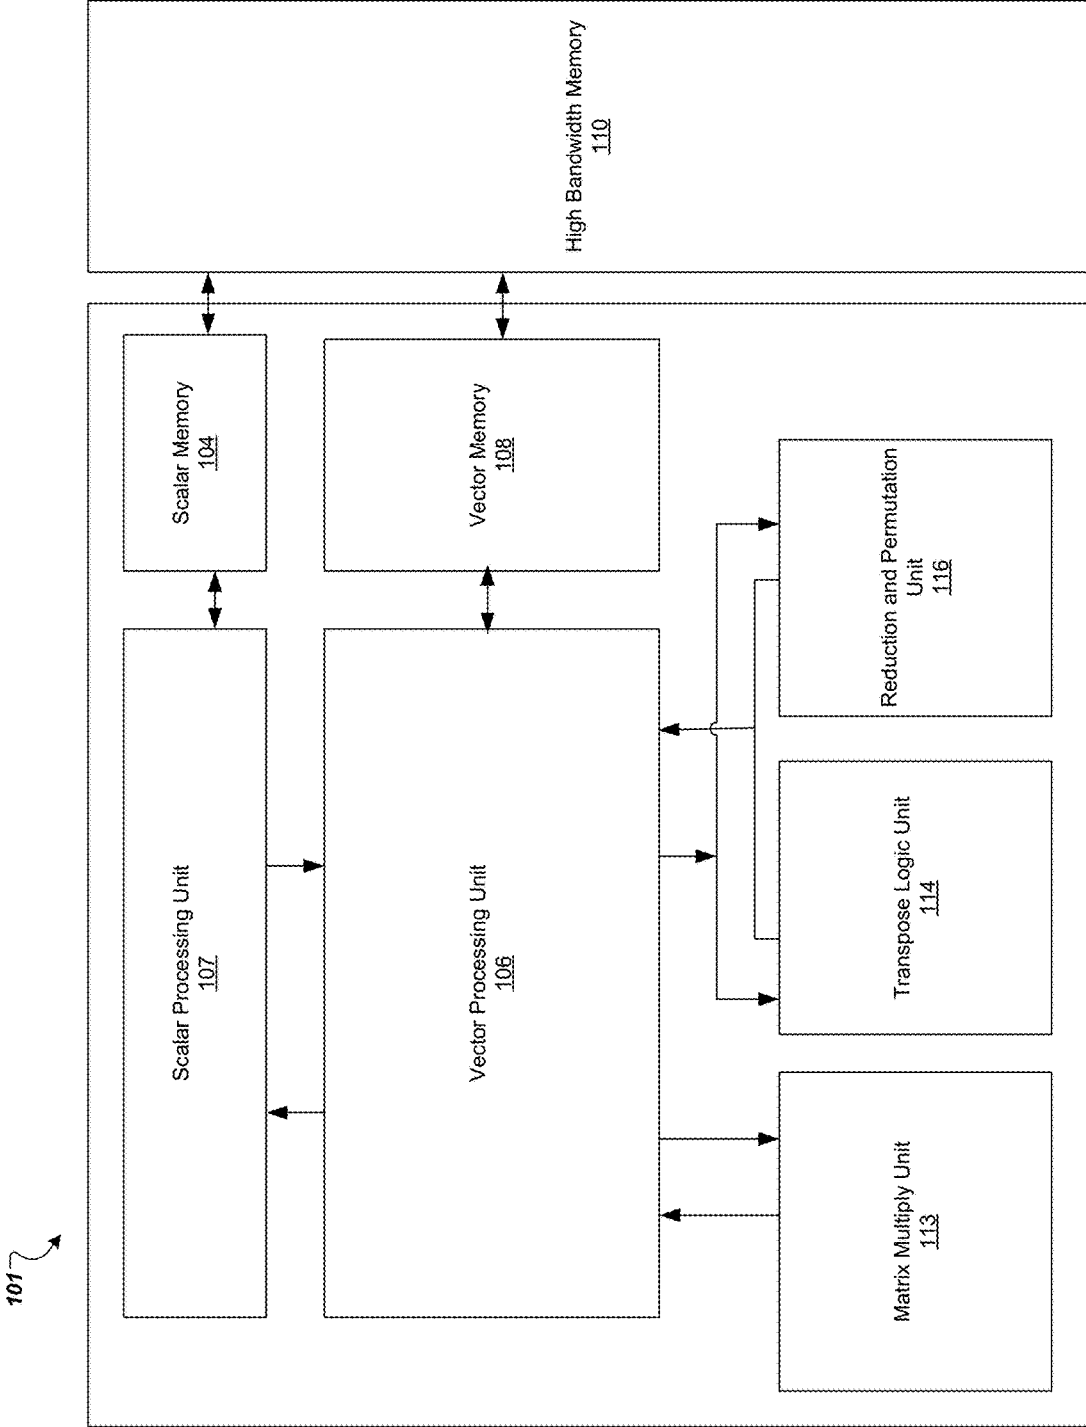 101
Scalar Processing Unit
107
Scalar Memory
104
Vector Processing Unit
106
Vector Memory
108
High Bandwidth Memory
110
Matrix Multiply Unit
113
Transpose Logic Unit
114
Reduction and Permutation
Unit
116